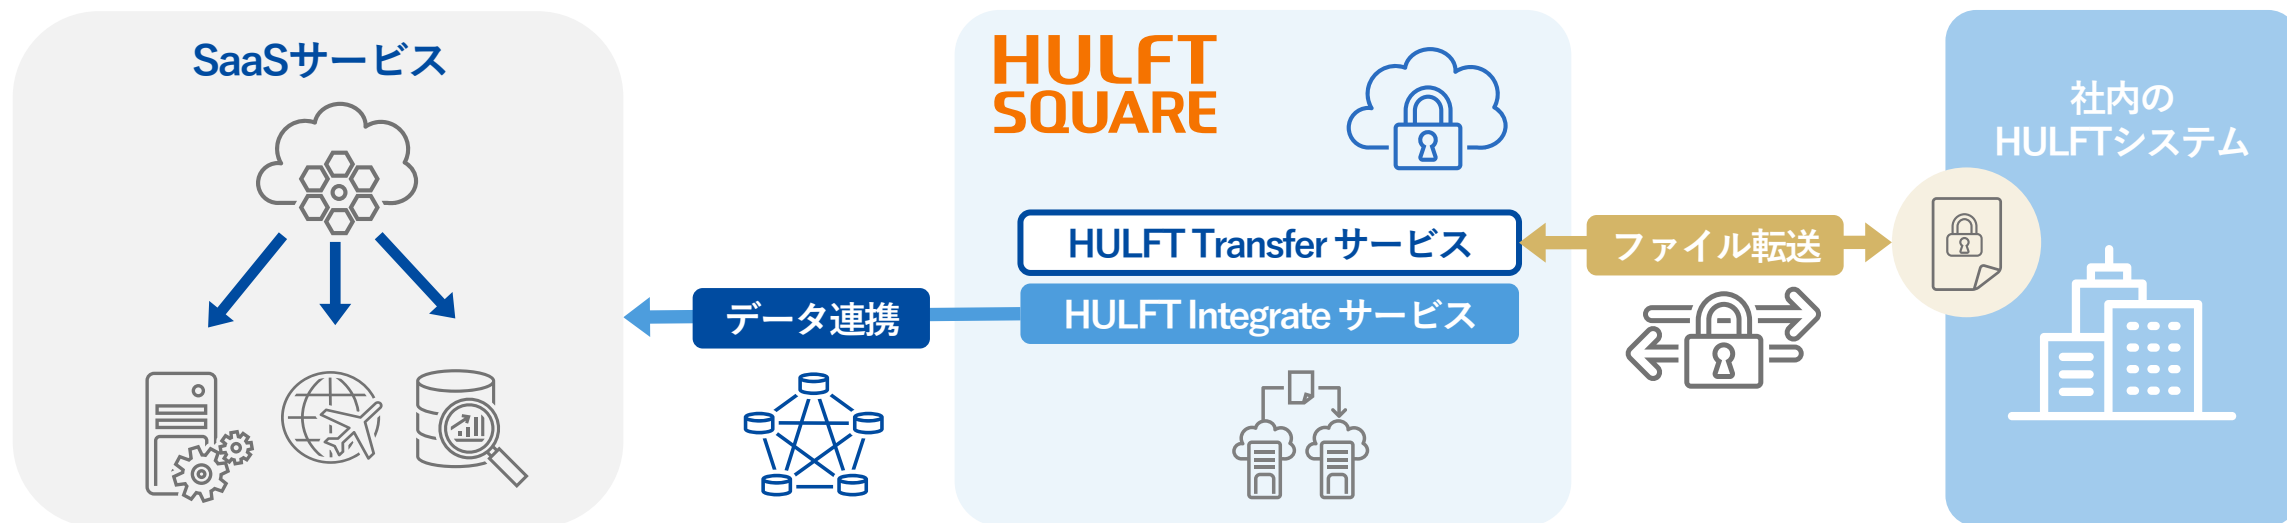 SaaSサービス
データ連携
HULFT
SQUARE
HULFT Transfer サービス
HULFT Integrate サービス
ファイル転送
社内の
HULFTシステム